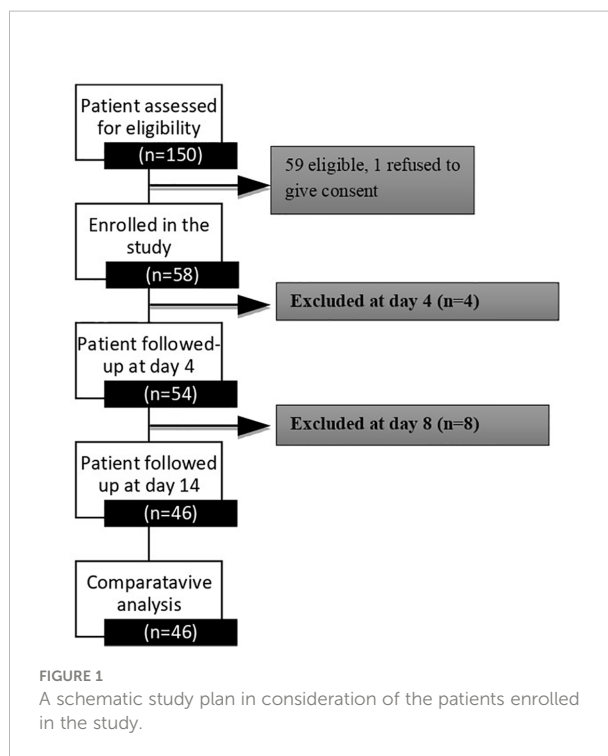 Patient assessed
for eligibility
(n=150)
59 eligible, 1 refused to
give consent
Enrolled in the
study
(n=58)
Excluded at day 4 (n=4)
Patient followed-
up at day 4
(n=54)
Excluded at day 8 (n=8)
Patient followed
up at day 14
(n=46)
Comparatavive
analysis
(n=46)
FIGURE 1
A schematic study plan in consideration of the patients enrolled
in the study.